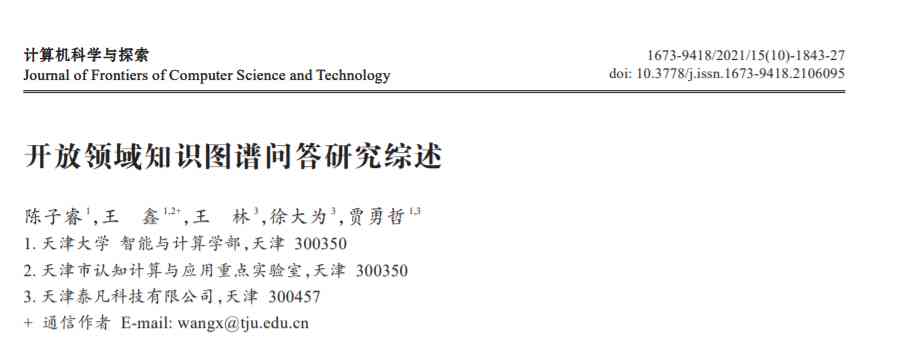 计算机科学与探索
Journal of Frontiers of Computer Science and Technology
1673-9418/2021/15(10)-1843-27
doi: 10.3778/j.issn.1673-9418.2106095
开放领域知识图谱问答研究综述
陈子睿1,王 鑫1,2+,王 林3,徐大为3,贾勇哲1,3
1. 天津大学 智能与计算学部,天津 300350
2. 天津市认知计算与应用重点实验室,天津 300350
3. 天津泰凡科技有限公司,天津 300457
+ 通信作者 E-mail: wangx@tju.edu.cn